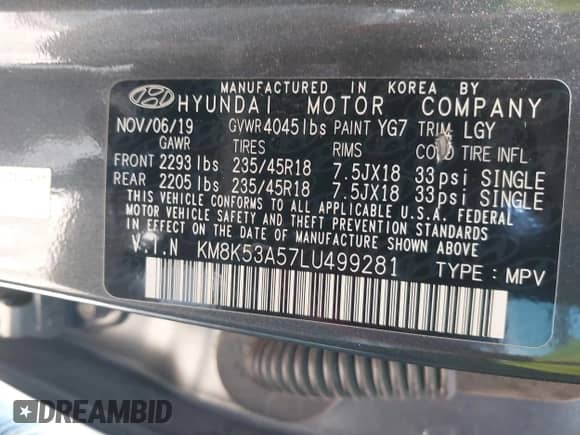 MANUFACTURED IN KOREA BY
HYUNDAI MOTOR COMPANY
NOV/06/19 GVWR 4045lbs PAINT YG7 TRIM LGY
GAWR TIRES RIMS COLD TIRE INFL
FRONT 2293 lbs 235/45R18 7.5JX18 33psi SINGLE
REAR 2205 lbs 235/45R18 7.5JX18 33psi SINGLE
THIS VEHICLE CONFORMS TO ALL APPLICABLE U.S.A. FEDERAL
MOTOR VEHICLE SAFETY AND THEFT PREVENTION STANDARDS
IN EFFECT ON THE DATE OF MANUFACTURE SHOWN ABOVE.
V.I.N KM8K53A57LU499281 TYPE : MPV
DREAMBID